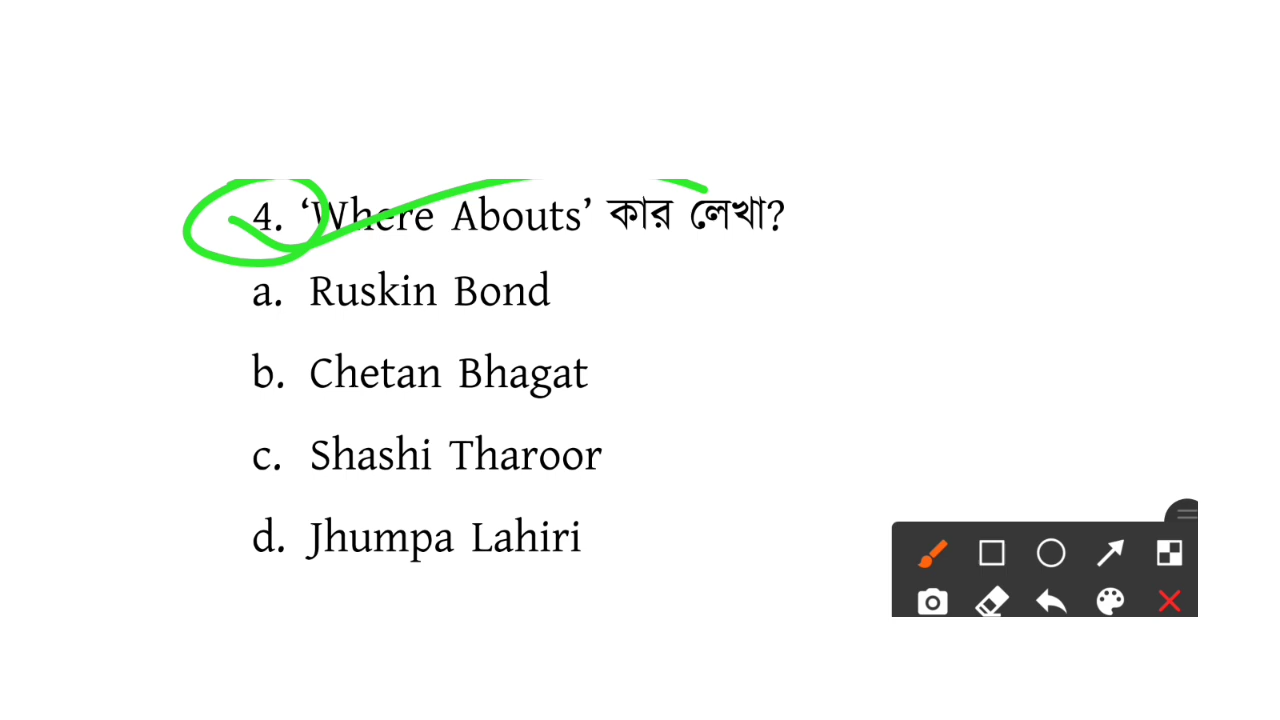 4. ‘Where Abouts’ কার লেখা?
a. Ruskin Bond
b. Chetan Bhagat
c. Shashi Tharoor
d. Jhumpa Lahiri